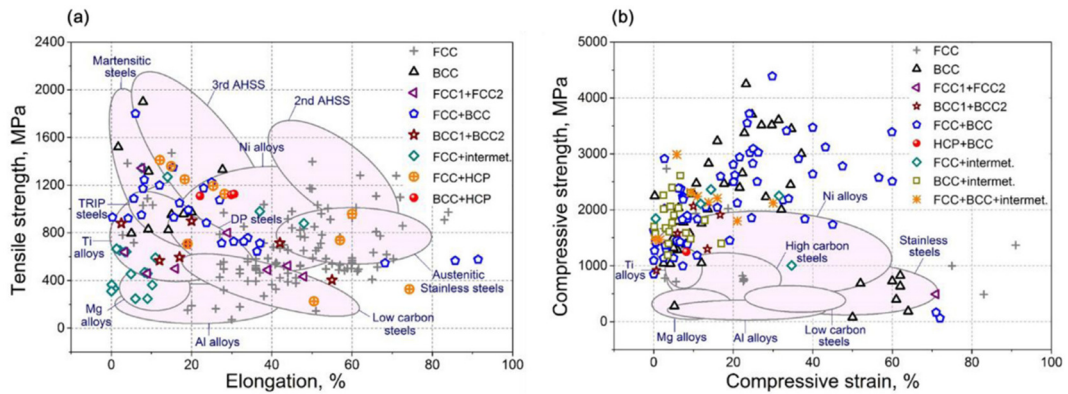 (a)
Tensile strength, MPa
2400
2000
1600
1200
800
400
0
0
20
40
60
80
100
Elongation, %
Martensitic
steels
3rd AHSS
2nd AHSS
Ni alloys
TRIP
steels
DP steels
Ti
alloys
Mg
alloys
Al alloys
Austenitic
Stainless steels
Low carbon
steels
FCC
BCC
FCC1+FCC2
FCC+BCC
BCC1+BCC2
FCC+intermet.
FCC+HCP
BCC+HCP
(b)
Compressive strength, MPa
5000
4000
3000
2000
1000
0
0
20
40
60
80
100
Compressive strain, %
FCC
BCC
FCC1+FCC2
BCC1+BCC2
FCC+BCC
HCP+BCC
FCC+intermet.
BCC+intermet.
FCC+BCC+intermet.
Ni alloys
High carbon
steels
Stainless
steels
Ti
alloys
Mg alloys
Al alloys
Low carbon
steels